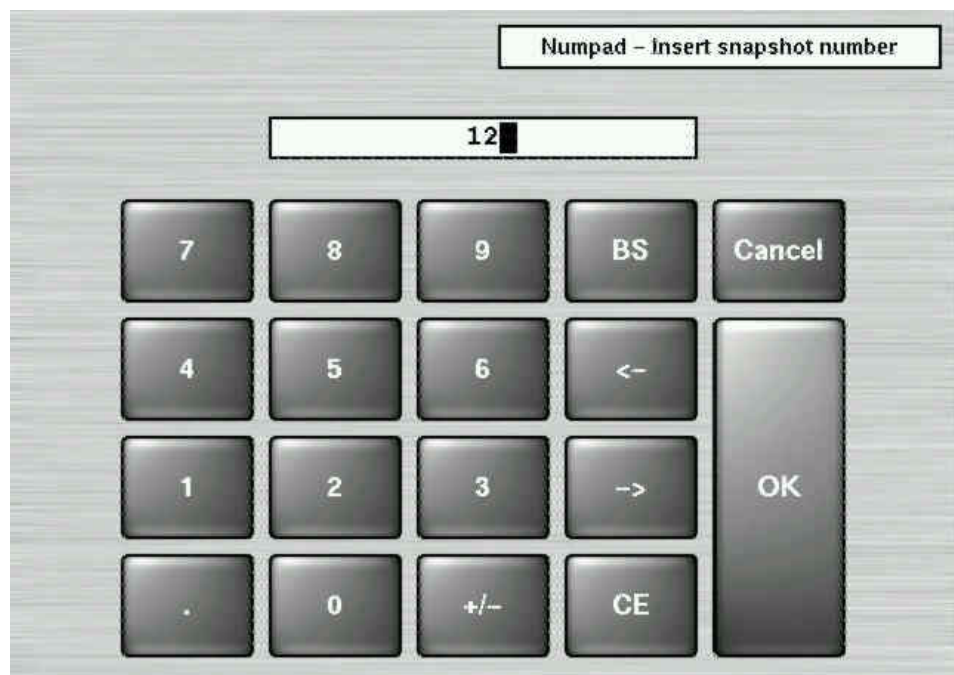 Numpad – Insert snapshot number
12
7 8 9 BS Cancel
4 5 6 <–
1 2 3 –> OK
. 0 +/– CE